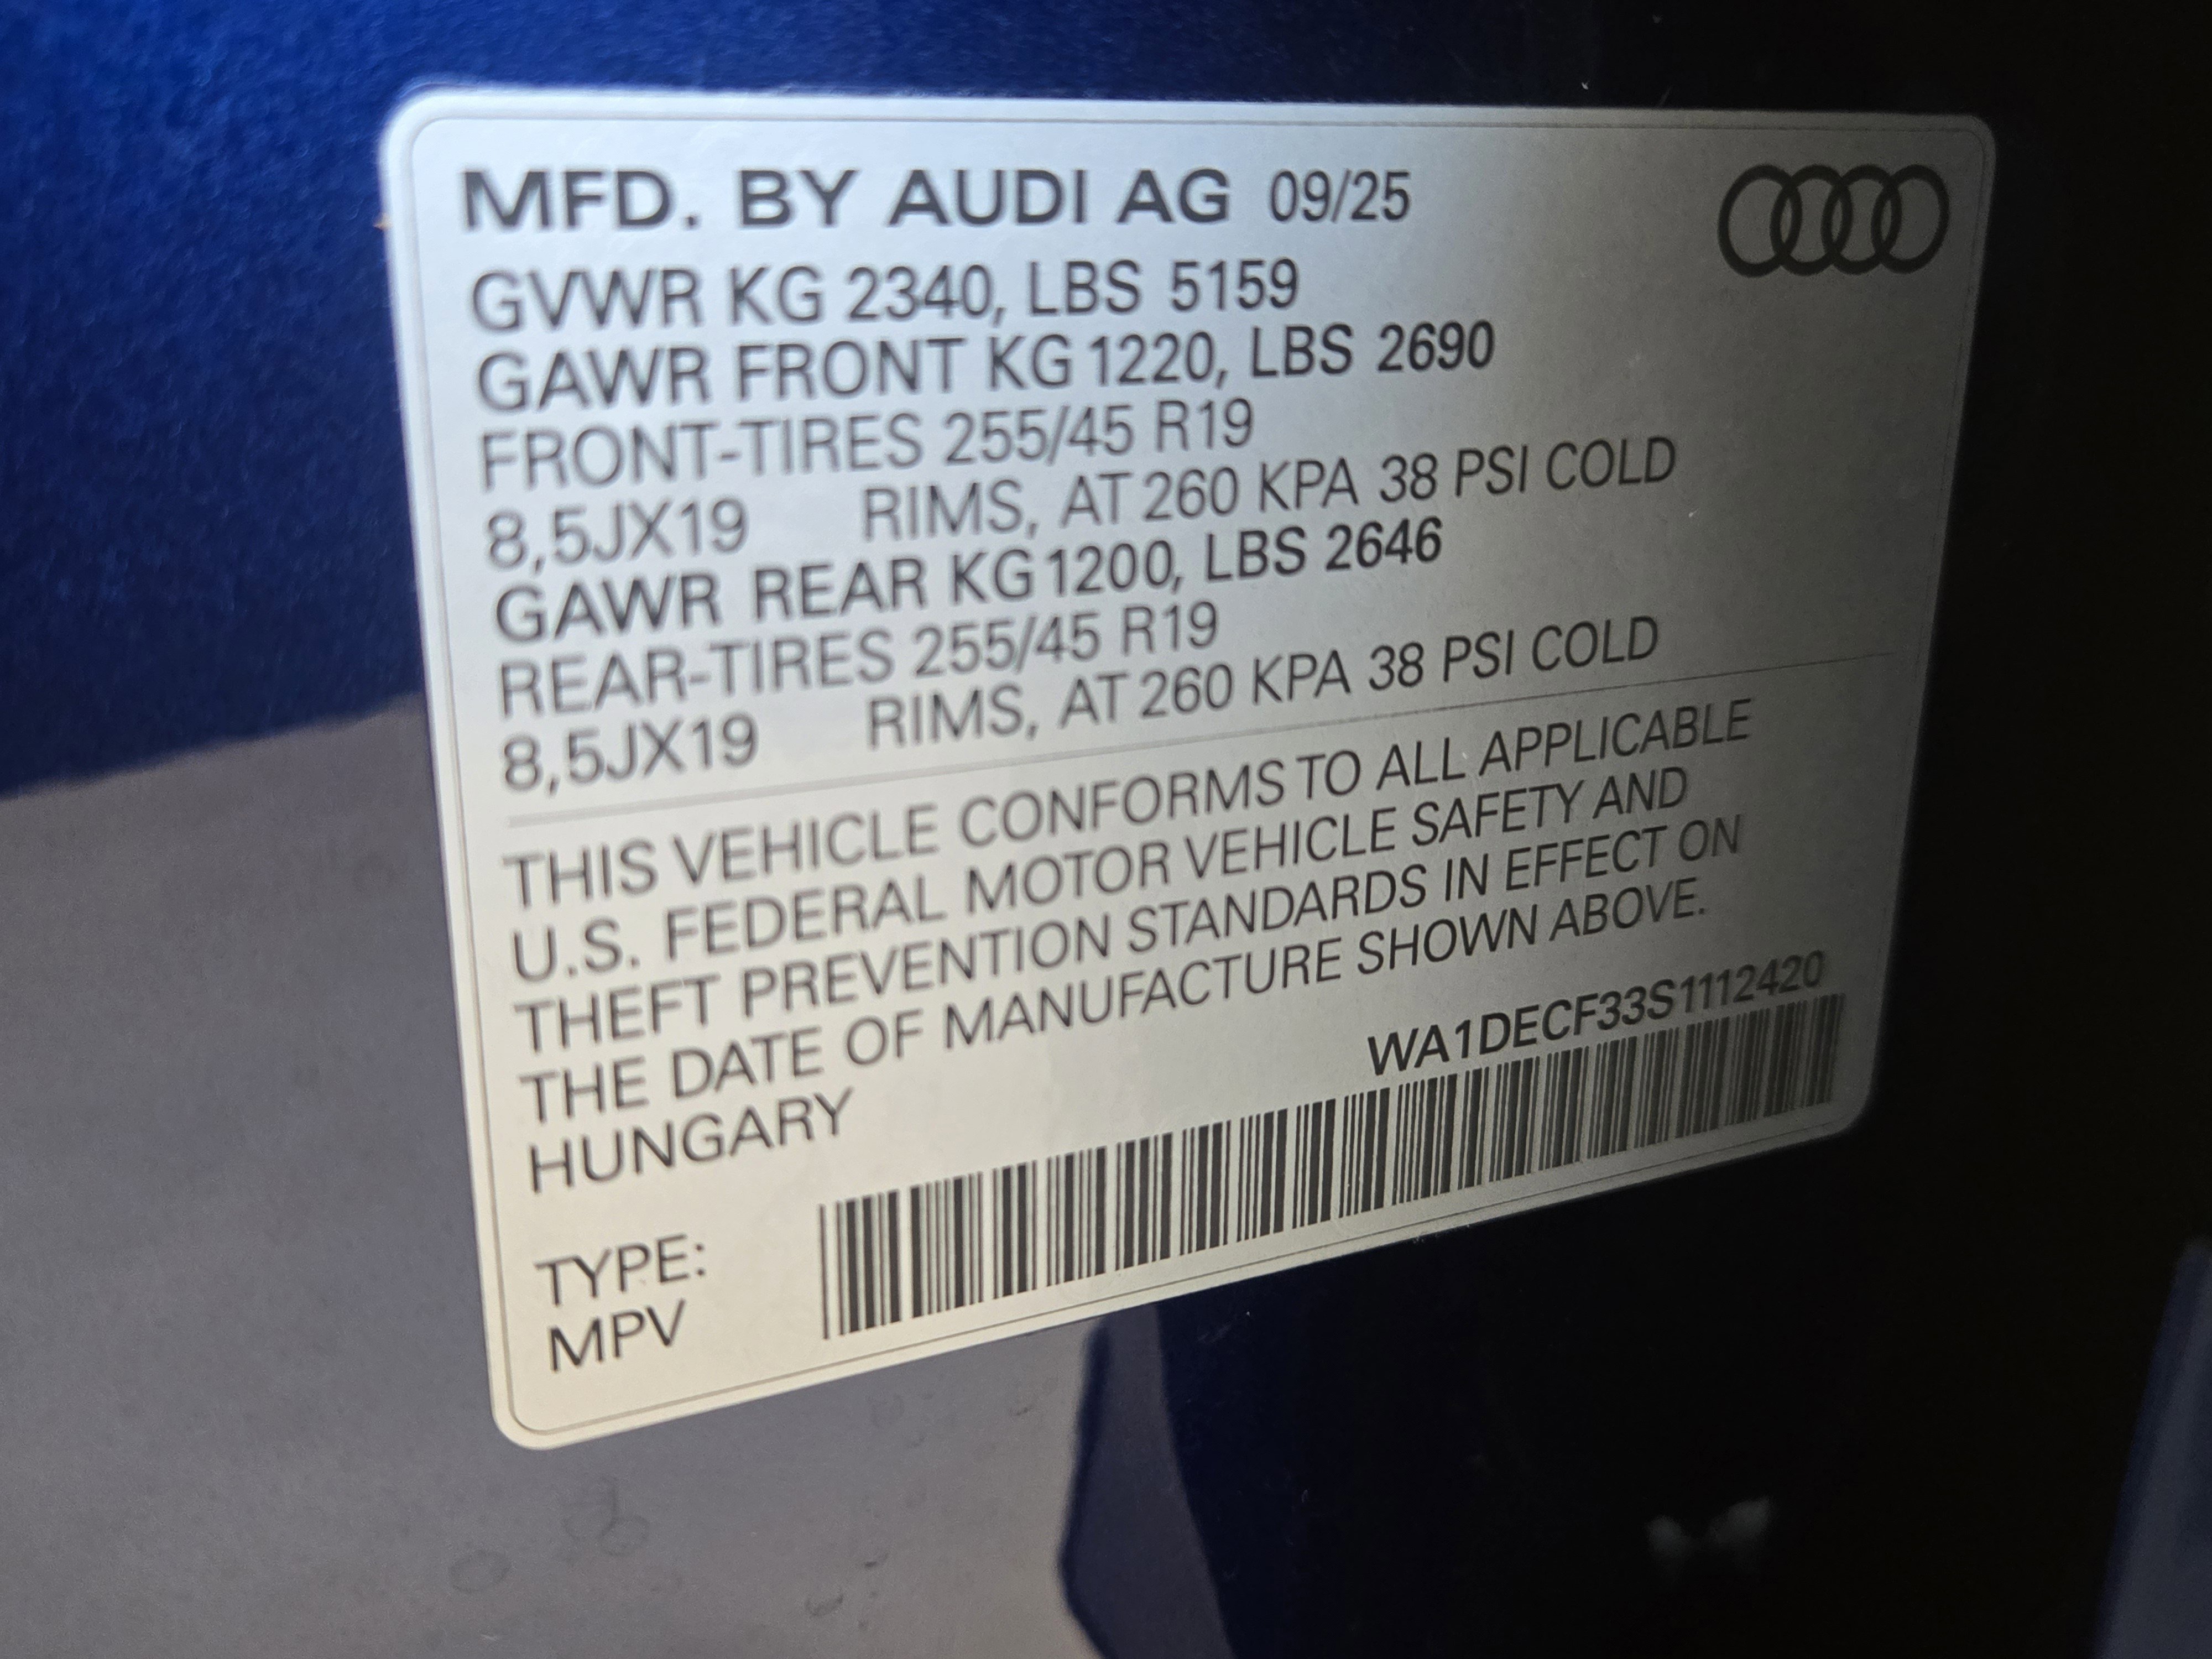 MFD. BY AUDI AG 09/25
GVWR KG 2340, LBS 5159
GAWR FRONT KG 1220, LBS 2690
FRONT-TIRES 255/45 R19
8,5JX19 RIMS, AT 260 KPA 38 PSI COLD
GAWR REAR KG 1200, LBS 2646
REAR-TIRES 255/45 R19
8,5JX19 RIMS, AT 260 KPA 38 PSI COLD
THIS VEHICLE CONFORMS TO ALL APPLICABLE
U.S. FEDERAL MOTOR VEHICLE SAFETY AND
THEFT PREVENTION STANDARDS IN EFFECT ON
THE DATE OF MANUFACTURE SHOWN ABOVE.
HUNGARY
WA1DECF33S1112420
TYPE:
MPV